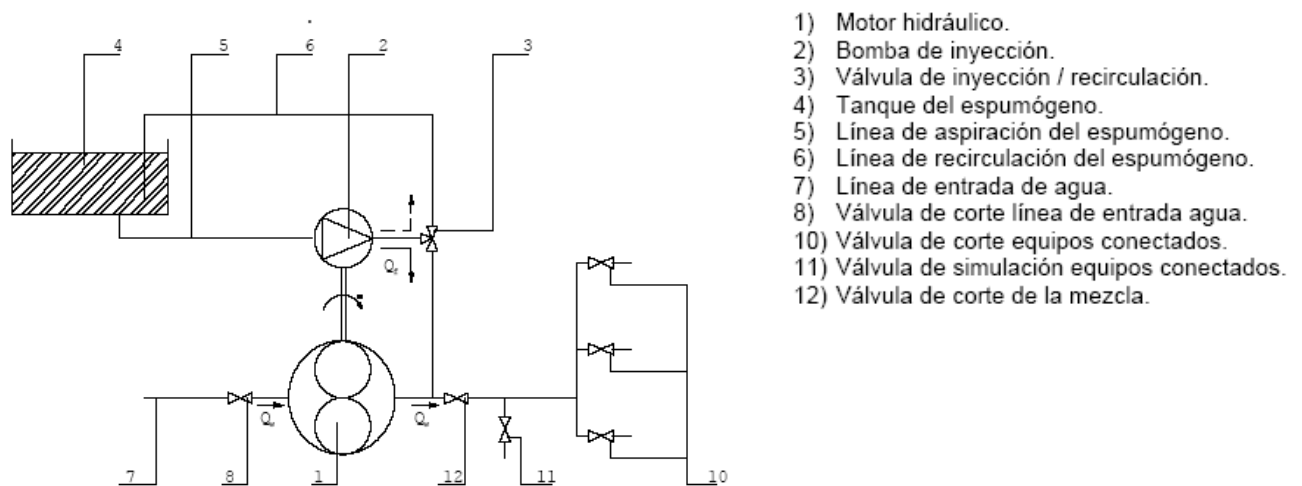 4 5 6 2 3
Q
Q Q
7 8 1 12 11 10
1) Motor hidráulico.
2) Bomba de inyección.
3) Válvula de inyección / recirculación.
4) Tanque del espumógeno.
5) Línea de aspiración del espumógeno.
6) Línea de recirculación del espumógeno.
7) Línea de entrada de agua.
8) Válvula de corte línea de entrada agua.
10) Válvula de corte equipos conectados.
11) Válvula de simulación equipos conectados.
12) Válvula de corte de la mezcla.